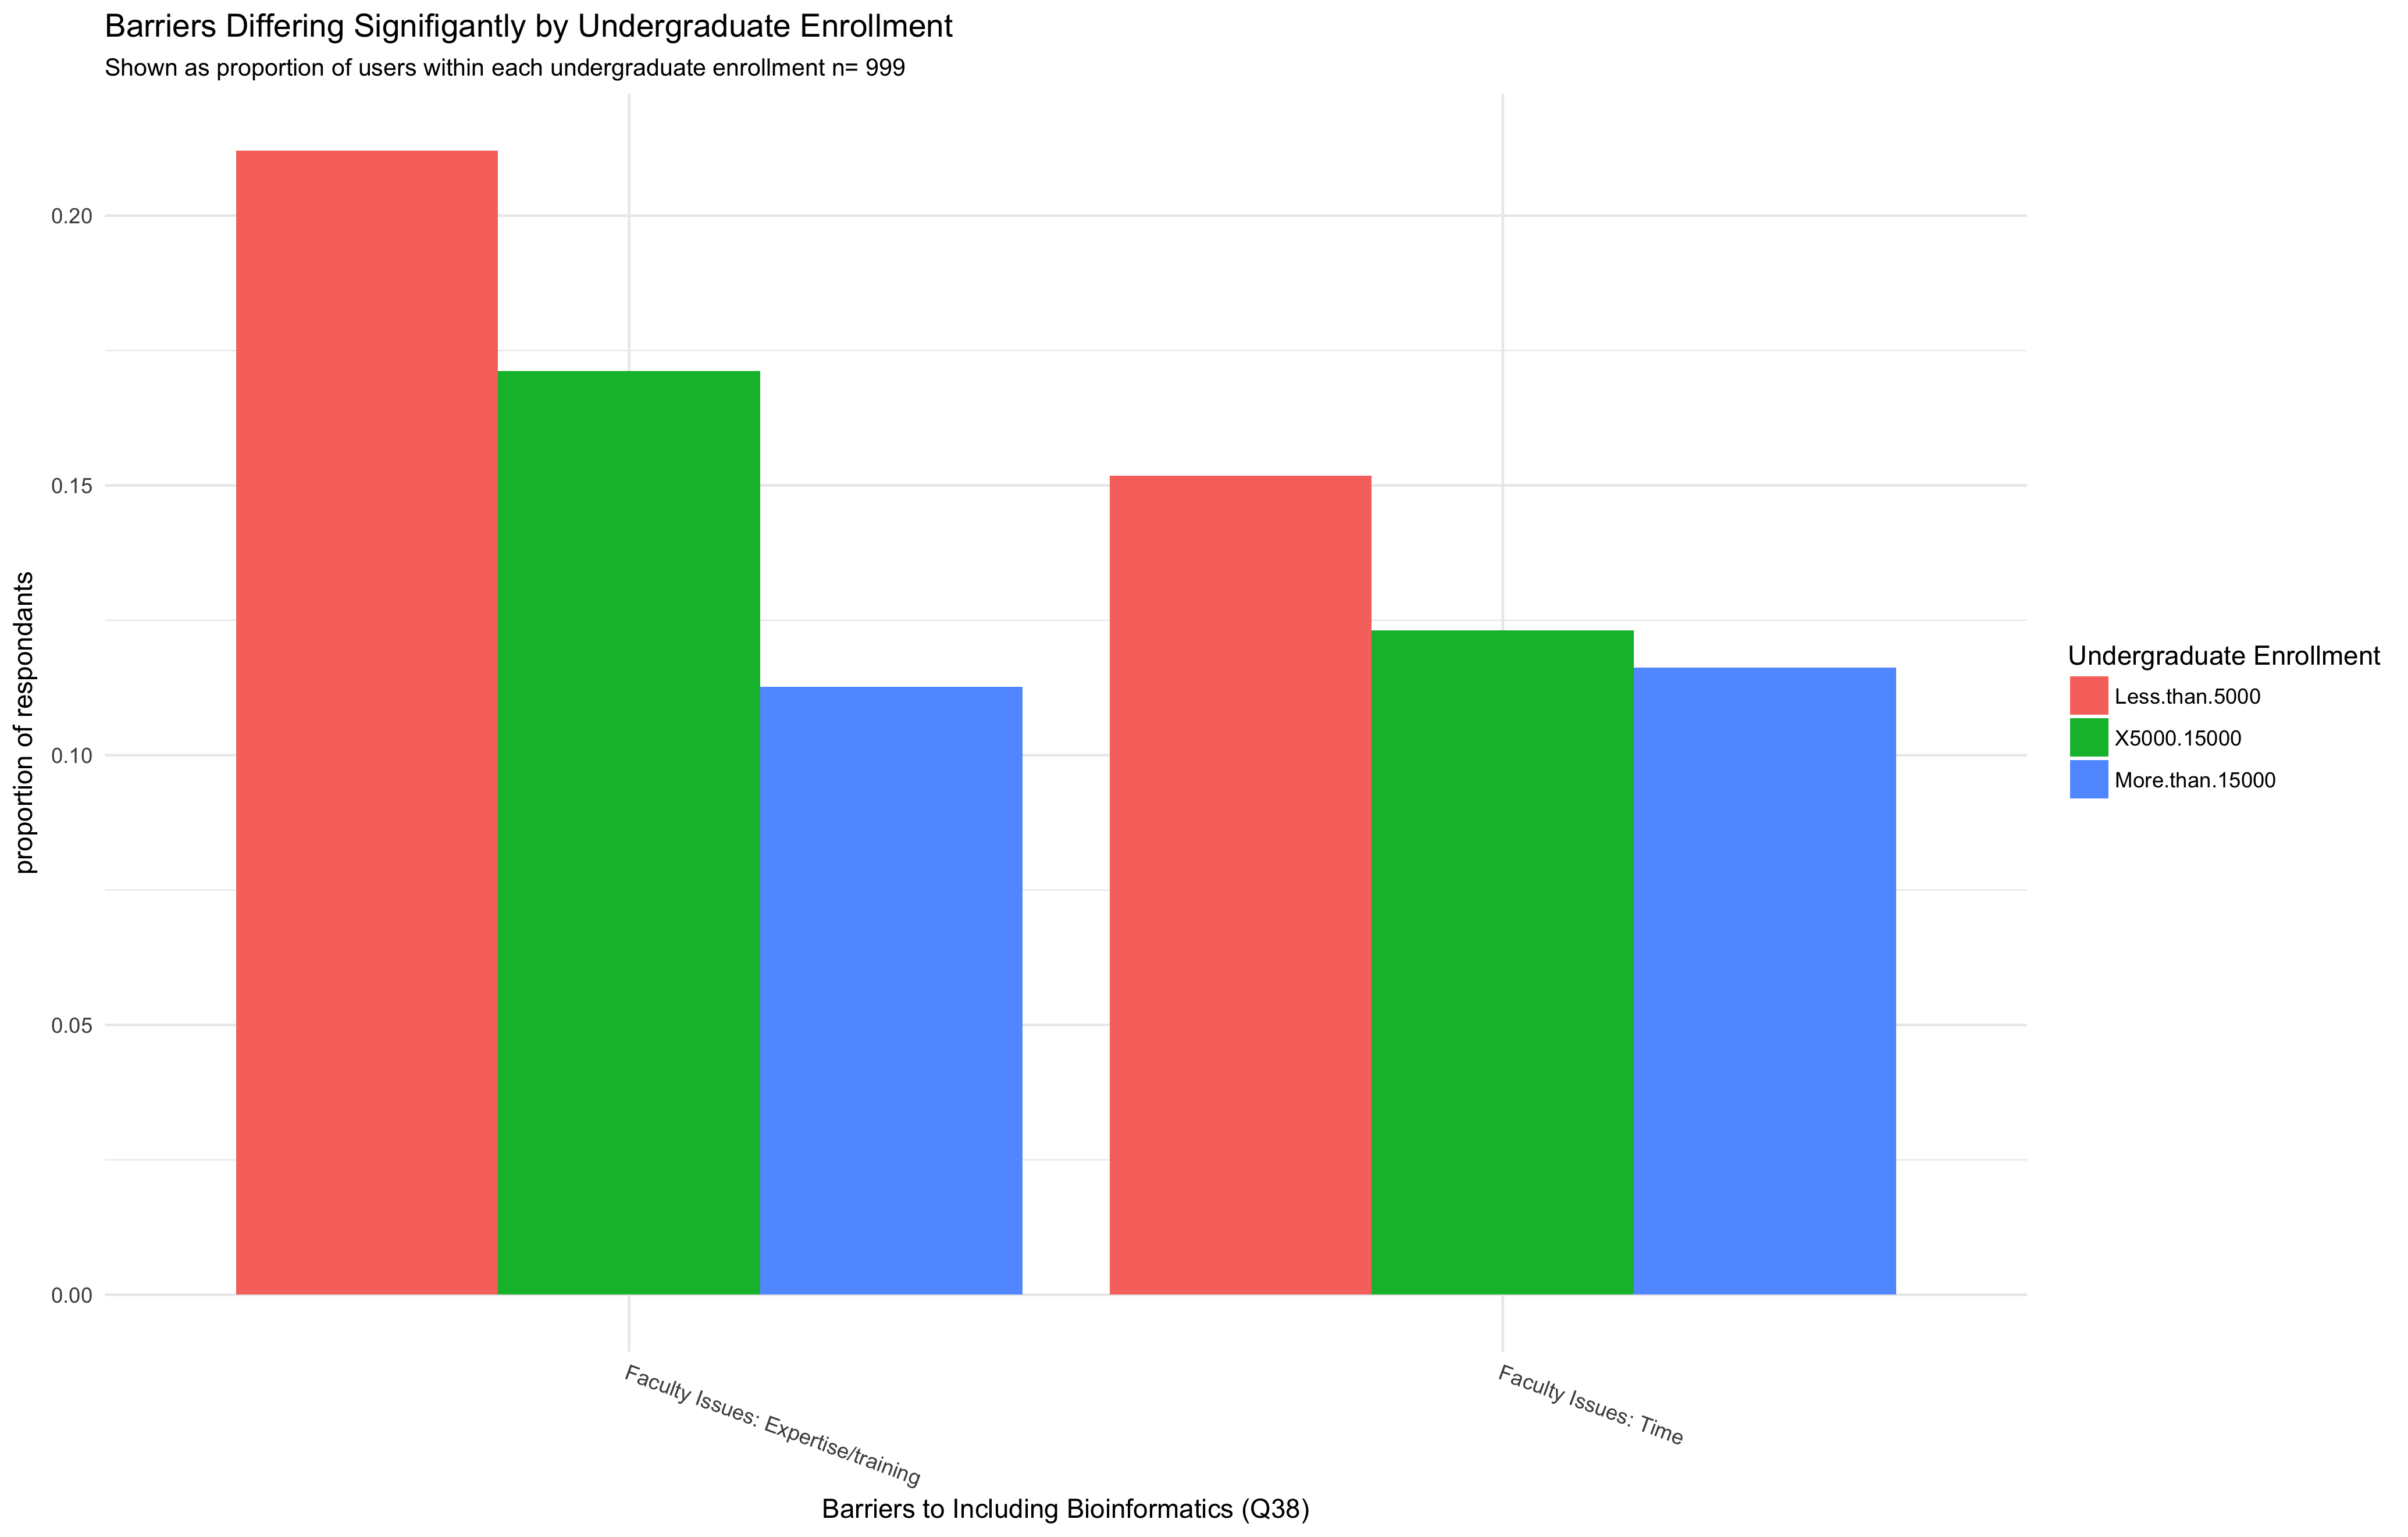 Barriers Differing Signifigantly by Undergraduate Enrollment
Shown as proportion of users within each undergraduate enrollment n= 999
proportion of respondants
0.20
0.15
0.10
0.05
0.00
Faculty Issues: Expertise/training
Faculty Issues: Time
Barriers to Including Bioinformatics (Q38)
Undergraduate Enrollment
Less.than.5000
X5000.15000
More.than.15000